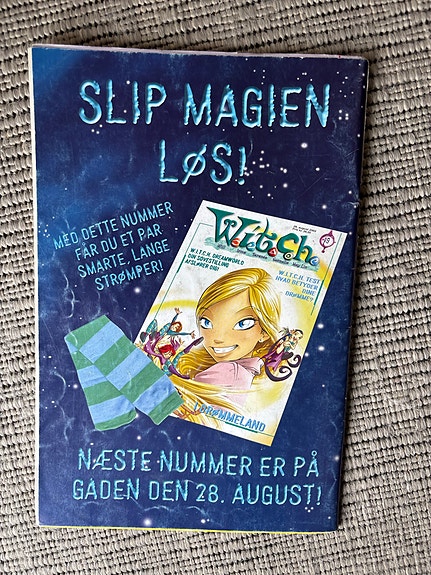 SLIP MAGIEN
LØS!
MED DETTE NUMMER
FÅR DU ET PAR
SMARTE, LANGE
STRØMPER!
W.i.t.c.h.
13
W.I.T.C.H. DREAMWORLD
DIN SOVESTILLING
AFSLØRER DIG!
W.I.T.C.H. TEST
HVAD BETYDER
DINE
DRØMME?
DRØMMELAND
NÆSTE NUMMER ER PÅ
GADEN DEN 28. AUGUST!